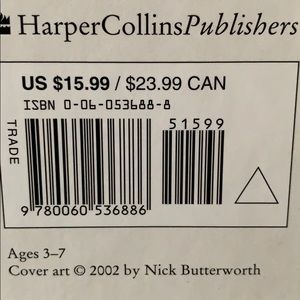 HarperCollinsPublishers
US $15.99 / $23.99 CAN
ISBN 0-06-053688-8
51599
TRADE
9 780060 536886
Ages 3–7
Cover art © 2002 by Nick Butterworth